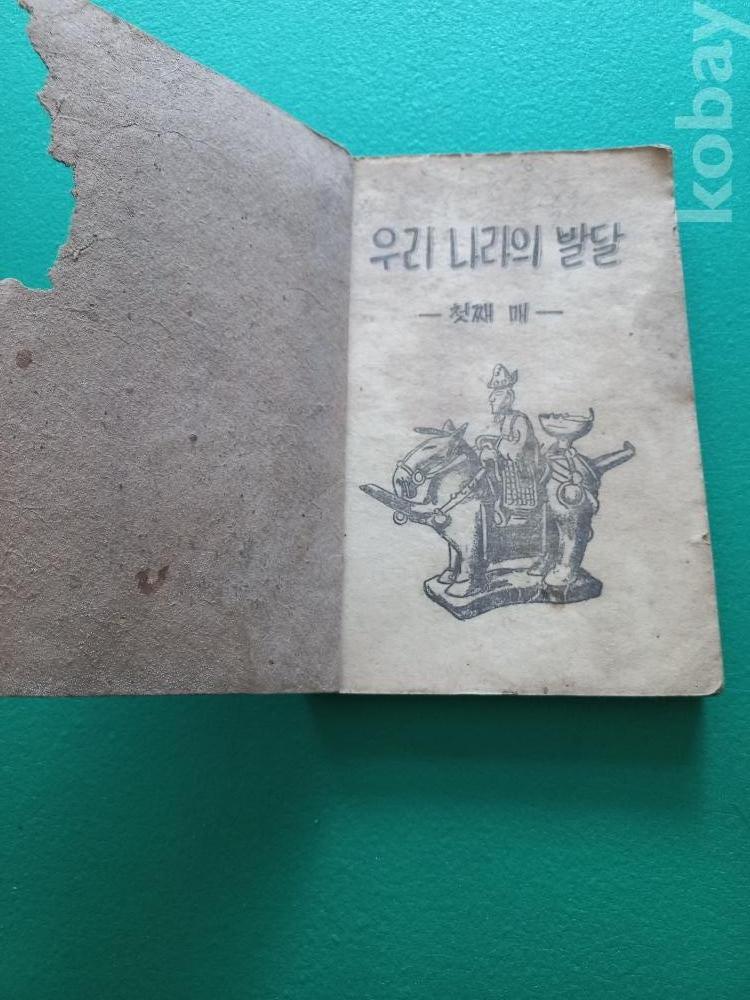 우리 나라의 발달
— 첫째 매 —
kobay